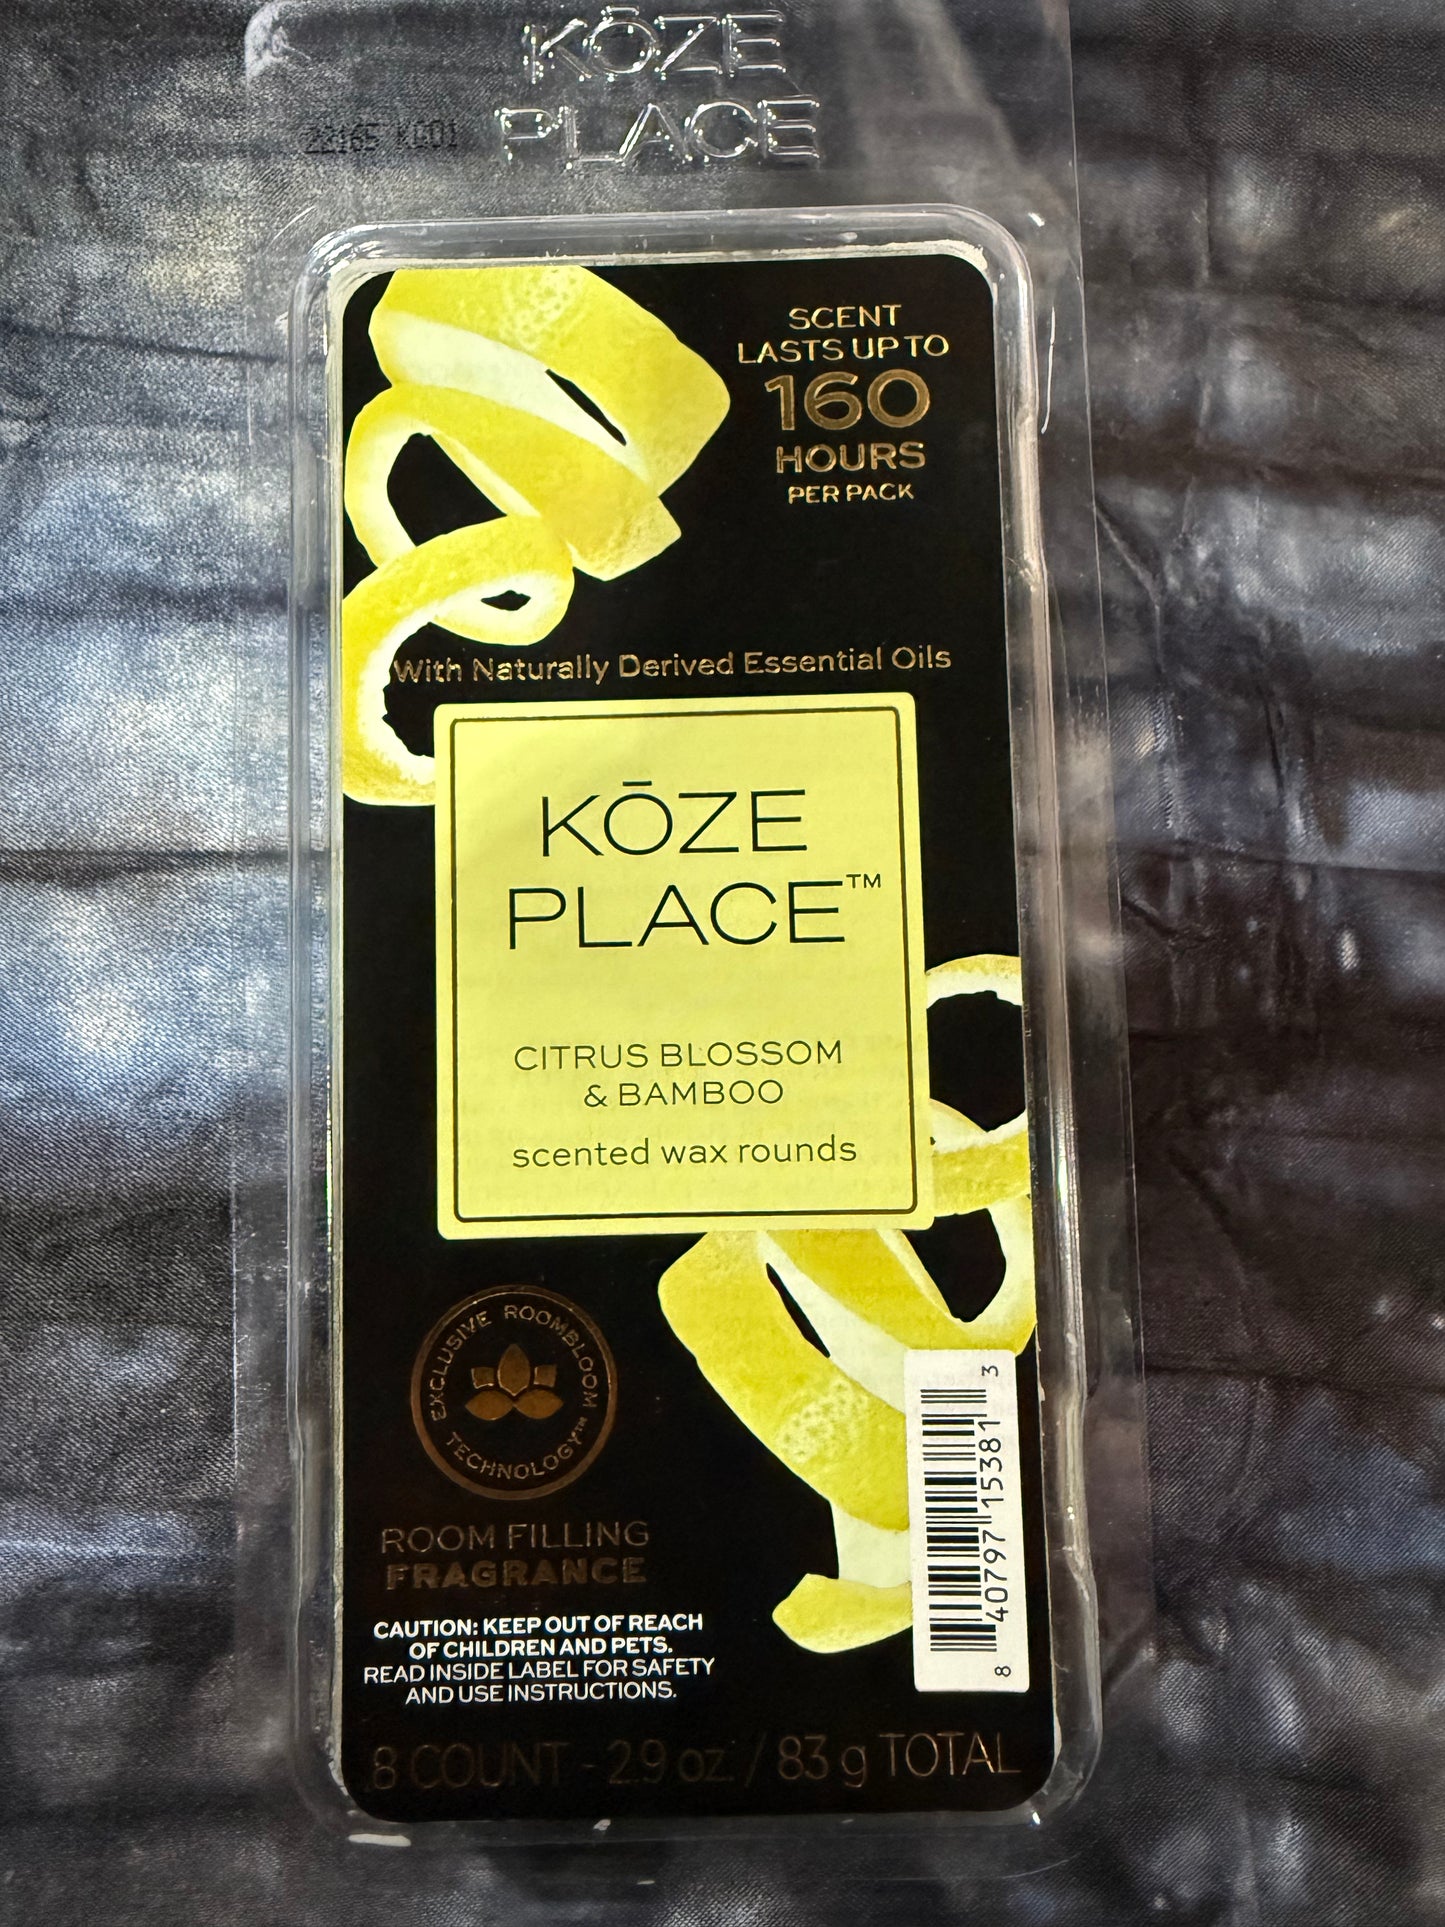 KŌZE
PLACE
22165 KG01
SCENT
LASTS UP TO
160
HOURS
PER PACK
With Naturally Derived Essential Oils
KŌZE
PLACE™
CITRUS BLOSSOM
& BAMBOO
scented wax rounds
EXCLUSIVE ROOMBLOOM TECHNOLOGY™
ROOM FILLING
FRAGRANCE
CAUTION: KEEP OUT OF REACH
OF CHILDREN AND PETS.
READ INSIDE LABEL FOR SAFETY
AND USE INSTRUCTIONS.
8 40797 15381 3
8 COUNT - 2.9 oz. / 83 g TOTAL